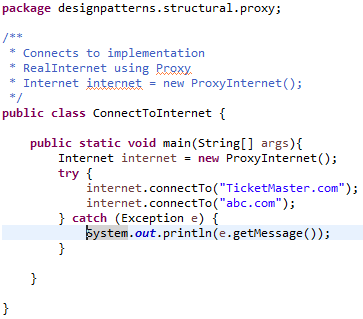 package designpatterns.structural.proxy;
/**
 * Connects to implementation
 * RealInternet using Proxy
 * Internet internet = new ProxyInternet();
 */
public class ConnectToInternet {
    public static void main(String[] args){
        Internet internet = new ProxyInternet();
        try {
            internet.connectTo("TicketMaster.com");
            internet.connectTo("abc.com");
        } catch (Exception e) {
            System.out.println(e.getMessage());
        }
    }
}